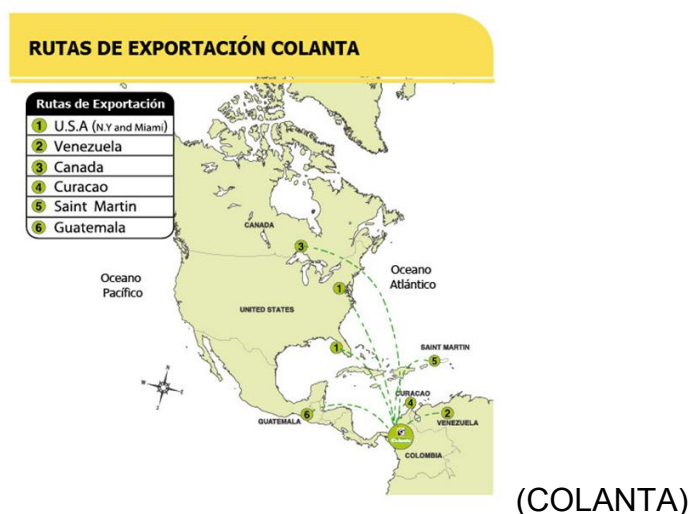 RUTAS DE EXPORTACIÓN COLANTA
Rutas de Exportación
1 U.S.A (N.Y and Miami)
2 Venezuela
3 Canada
4 Curacao
5 Saint Martin
6 Guatemala
CANADA
3
Oceano
Pacífico
Oceano
Atlántico
1
UNITED STATES
1
SAINT MARTIN
5
N
CURACAO
4
6
2
GUATEMALA
VENEZUELA
Colanta
COLOMBIA
(COLANTA)